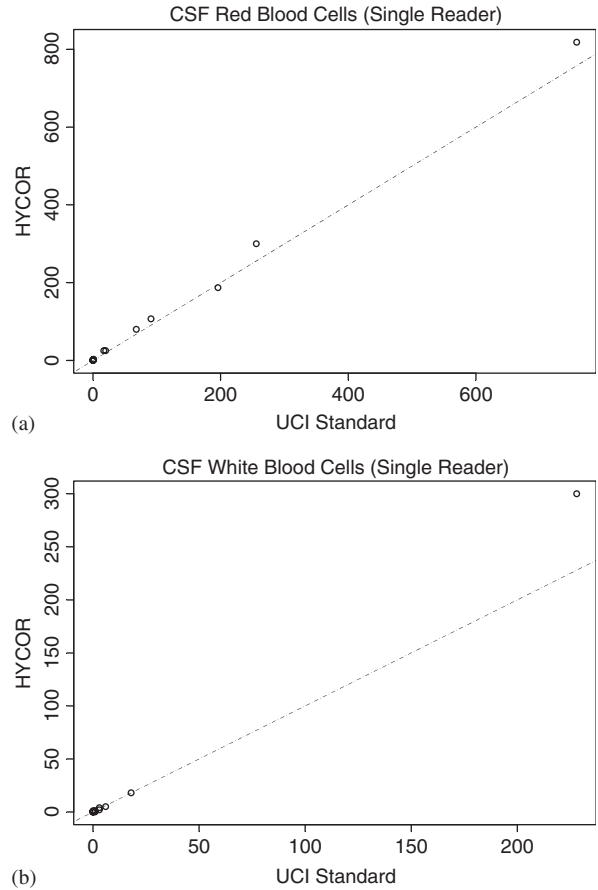 CSF Red Blood Cells (Single Reader)
800
600
400
200
0
HYCOR
0 200 400 600
UCI Standard
(a)
CSF White Blood Cells (Single Reader)
300
250
200
150
100
50
0
HYCOR
0 50 100 150 200
UCI Standard
(b)